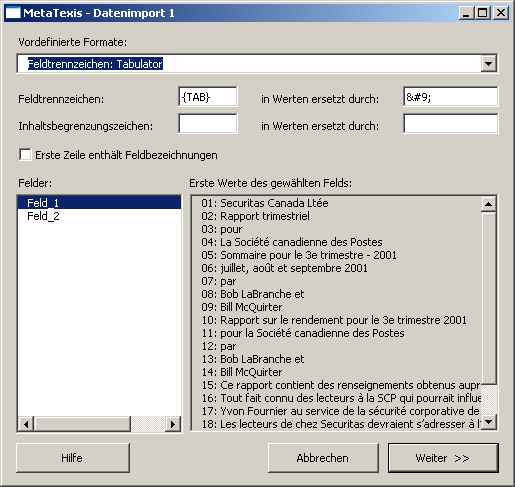 MetaTexis - Datenimport 1
Vordefinierte Formate:
Feldtrennzeichen: Tabulator
Feldtrennzeichen: {TAB} in Werten ersetzt durch: &#9;
Inhaltsbegrenzungszeichen: in Werten ersetzt durch:
Erste Zeile enthält Feldbezeichnungen
Felder:
Feld_1
Feld_2
Erste Werte des gewählten Felds:
01: Securitas Canada Ltée
02: Rapport trimestriel
03: pour
04: La Société canadienne des Postes
05: Sommaire pour le 3e trimestre - 2001
06: juillet, août et septembre 2001
07: par
08: Bob LaBranche et
09: Bill McQuirter
10: Rapport sur le rendement pour le 3e trimestre 2001
11: pour la Société canadienne des Postes
12: par
13: Bob LaBranche et
14: Bill McQuirter
15: Ce rapport contient des renseignements obtenus aupr
16: Tout fait connu des lecteurs à la SCP qui pourrait influe
17: Yvon Fournier au service de la sécurité corporative de
18: Les lecteurs de chez Securitas devraient s'adresser à l'
Hilfe Abbrechen Weiter >>